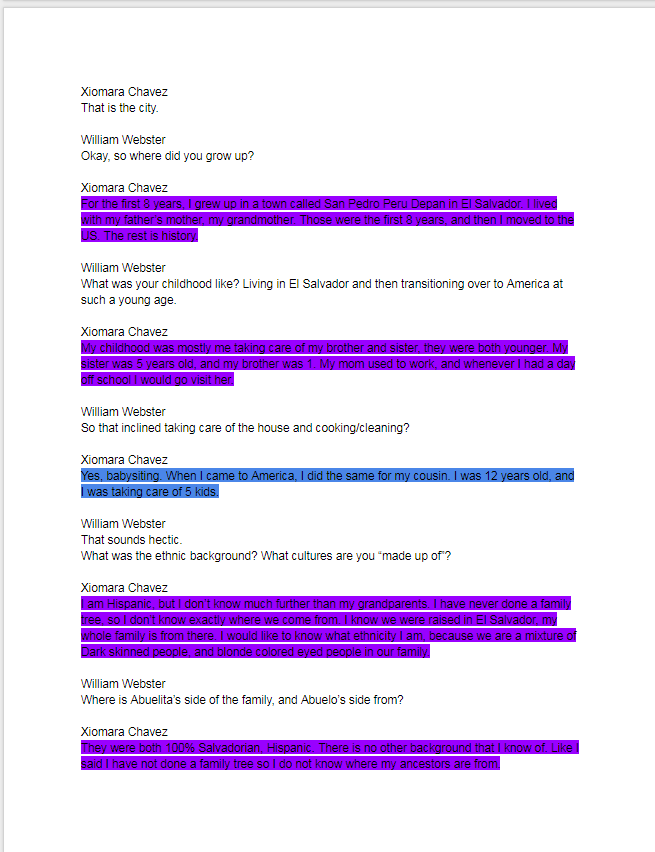 Xiomara Chavez
That is the city.
William Webster
Okay, so where did you grow up?
Xiomara Chavez
For the first 8 years, I grew up in a town called San Pedro Peru Depan in El Salvador. I lived
with my father's mother, my grandmother. Those were the first 8 years, and then I moved to the
US. The rest is history.
William Webster
What was your childhood like? Living in El Salvador and then transitioning over to America at
such a young age.
Xiomara Chavez
My childhood was mostly me taking care of my brother and sister, they were both younger. My
sister was 5 years old, and my brother was 1. My mom used to work, and whenever I had a day
off school I would go visit her.
William Webster
So that inclined taking care of the house and cooking/cleaning?
Xiomara Chavez
Yes, babysiting. When I came to America, I did the same for my cousin. I was 12 years old, and
I was taking care of 5 kids.
William Webster
That sounds hectic.
What was the ethnic background? What cultures are you “made up of”?
Xiomara Chavez
I am Hispanic, but I don't know much further than my grandparents. I have never done a family
tree, so I don't know exactly where we come from. I know we were raised in El Salvador, my
whole family is from there. I would like to know what ethnicity I am, because we are a mixture of
Dark skinned people, and blonde colored eyed people in our family.
William Webster
Where is Abuelita's side of the family, and Abuelo's side from?
Xiomara Chavez
They were both 100% Salvadorian, Hispanic. There is no other background that I know of. Like I
said I have not done a family tree so I do not know where my ancestors are from.